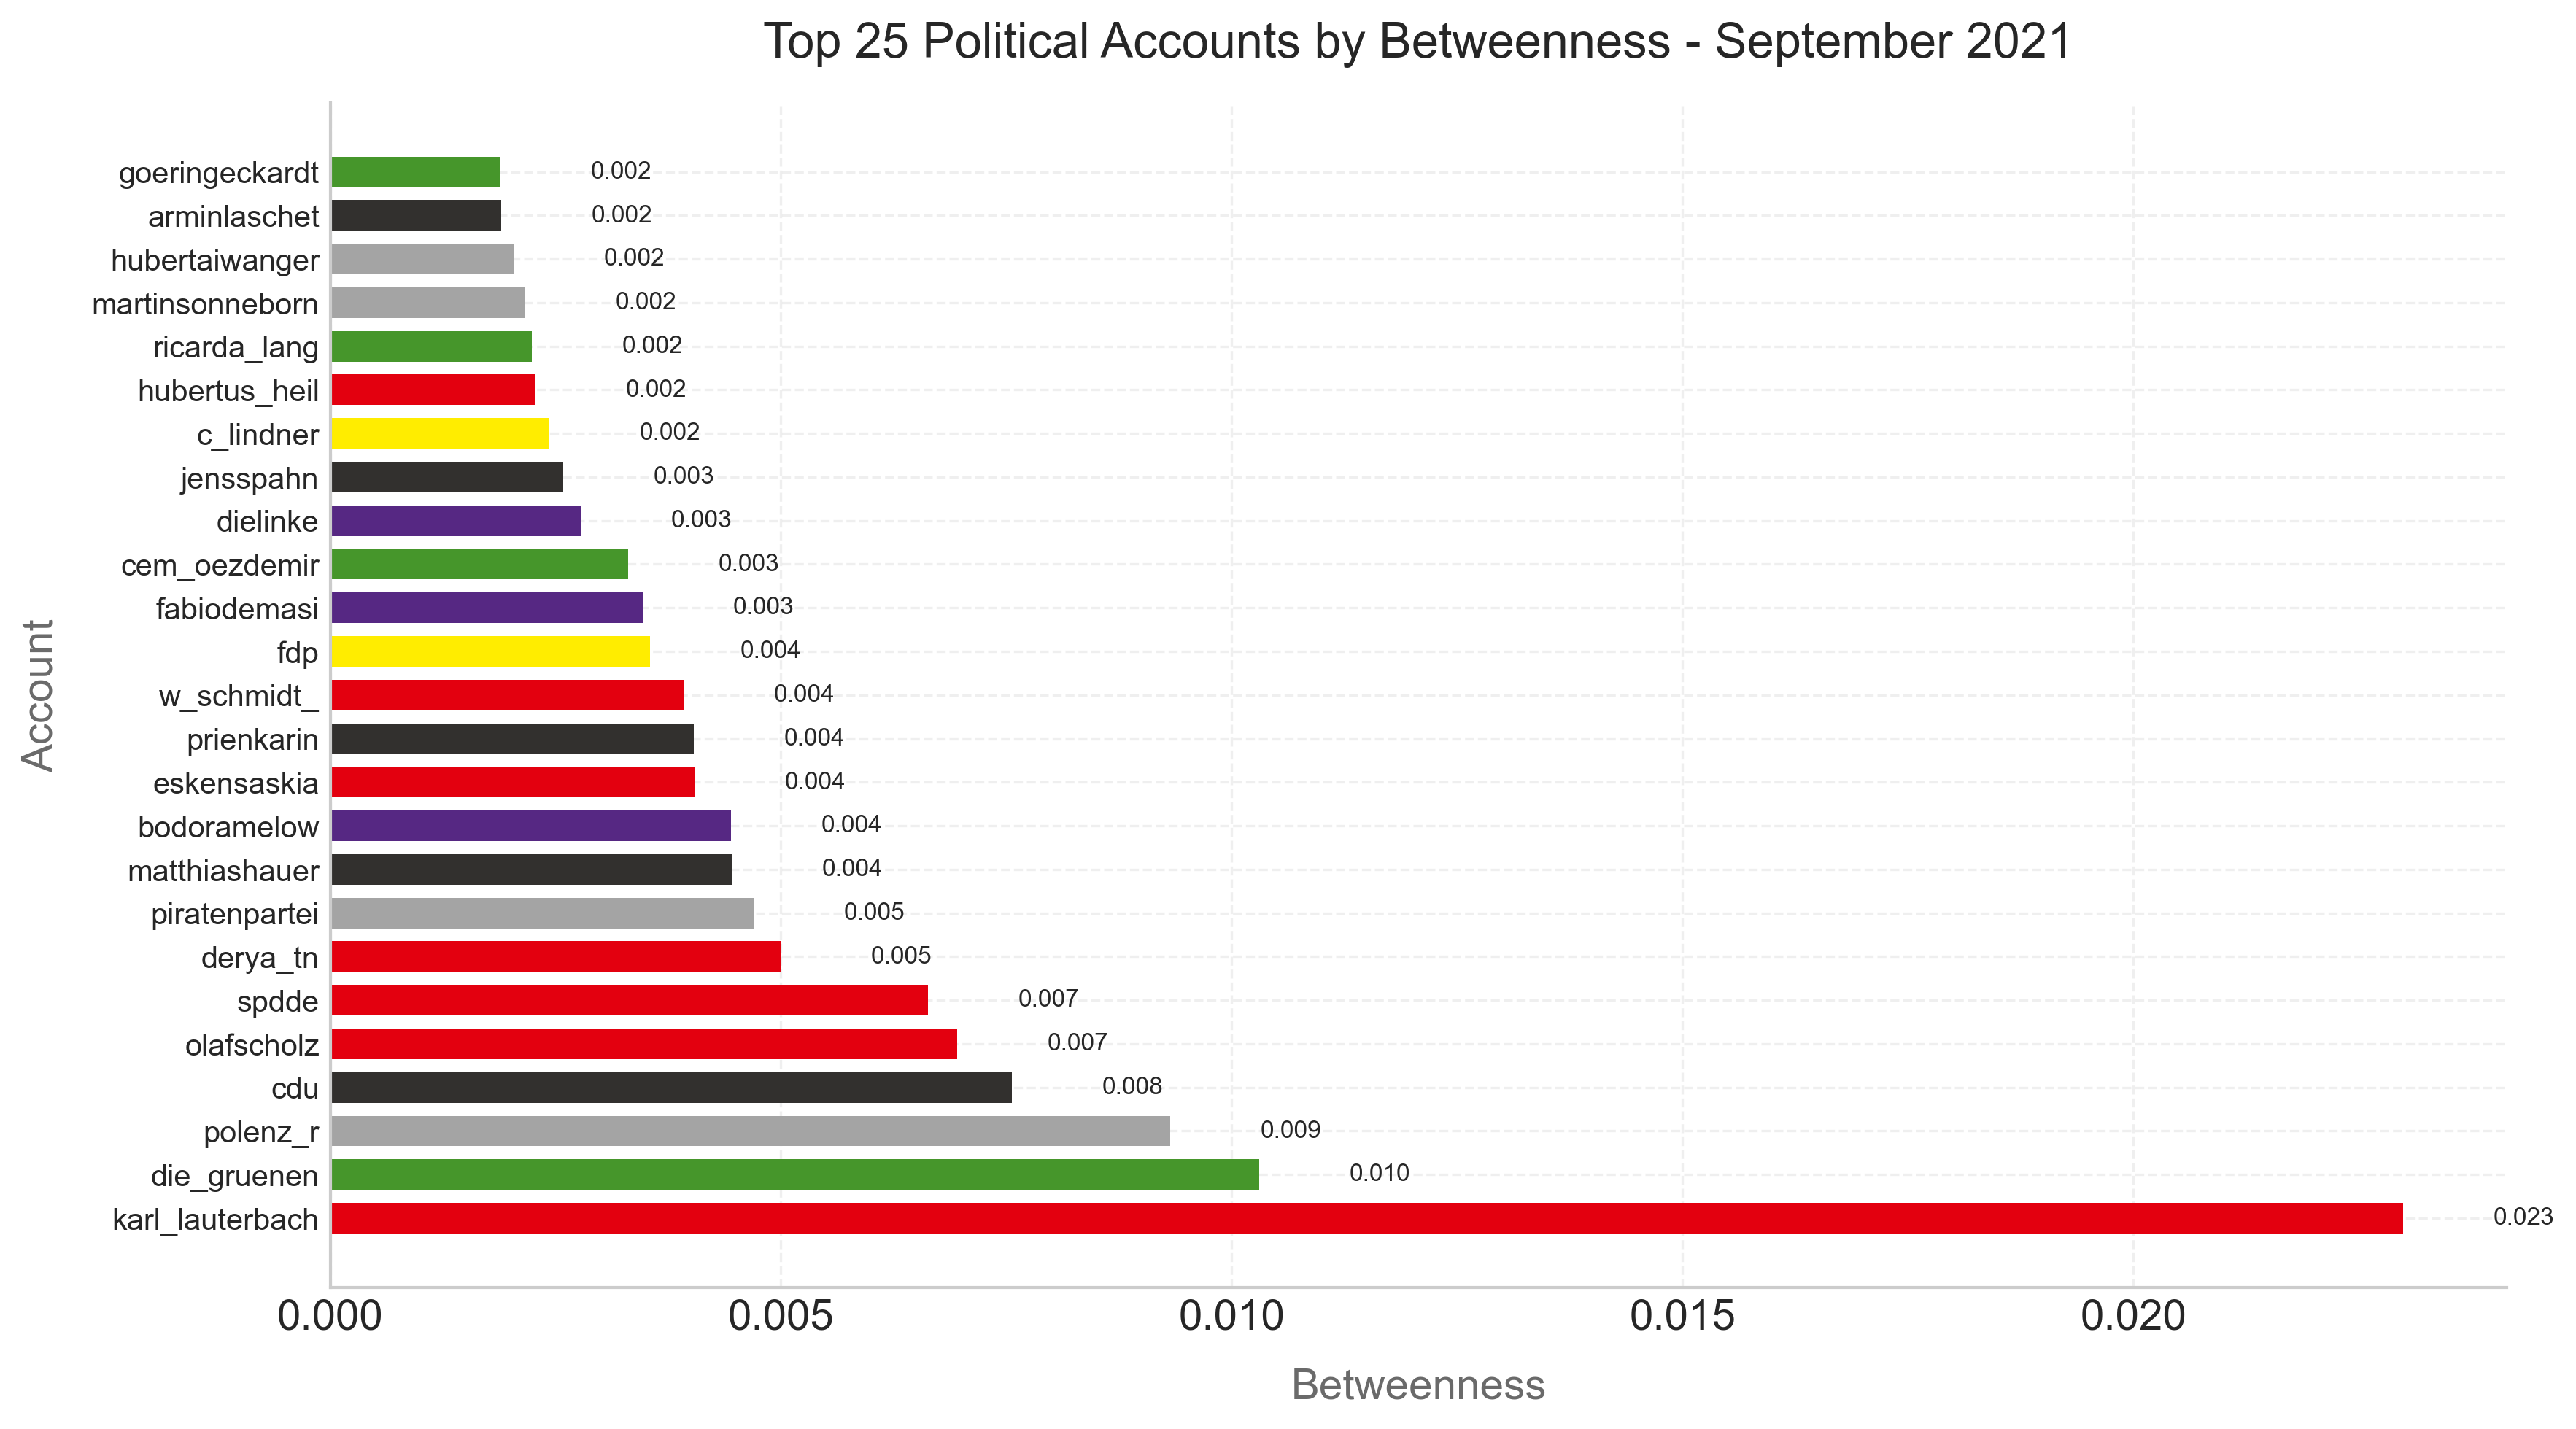 Top 25 Political Accounts by Betweenness - September 2021
Account
goeringeckardt 0.002
arminlaschet 0.002
hubertaiwanger 0.002
martinsonneborn 0.002
ricarda_lang 0.002
hubertus_heil 0.002
c_lindner 0.002
jensspahn 0.003
dielinke 0.003
cem_oezdemir 0.003
fabiodemasi 0.003
fdp 0.004
w_schmidt_ 0.004
prienkarin 0.004
eskensaskia 0.004
bodoramelow 0.004
matthiashauer 0.004
piratenpartei 0.005
derya_tn 0.005
spdde 0.007
olafscholz 0.007
cdu 0.008
polenz_r 0.009
die_gruenen 0.010
karl_lauterbach 0.023
0.000 0.005 0.010 0.015 0.020
Betweenness